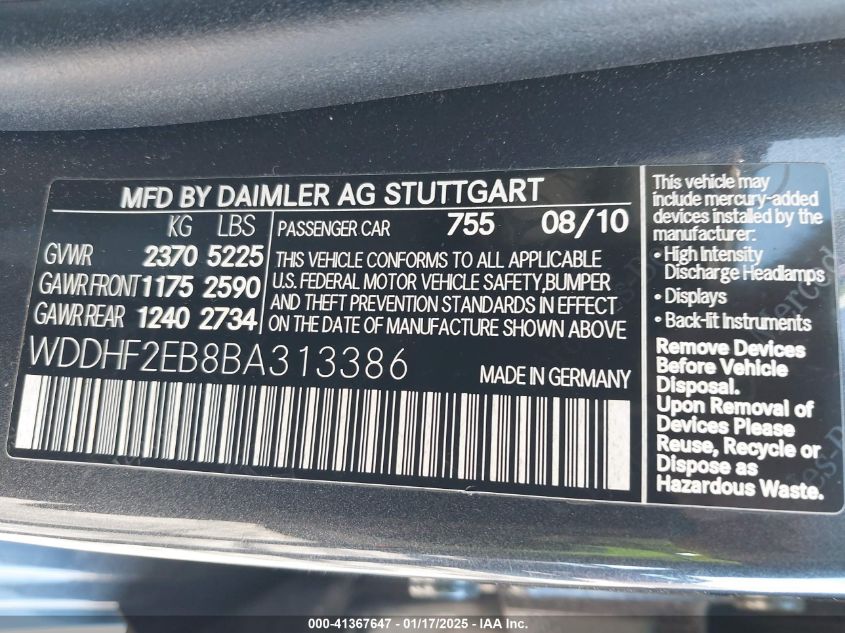 MFD BY DAIMLER AG STUTTGART
KG LBS
GVWR 2370 5225
GAWR FRONT 1175 2590
GAWR REAR 1240 2734
PASSENGER CAR 755 08/10
THIS VEHICLE CONFORMS TO ALL APPLICABLE
U.S. FEDERAL MOTOR VEHICLE SAFETY,BUMPER
AND THEFT PREVENTION STANDARDS IN EFFECT
ON THE DATE OF MANUFACTURE SHOWN ABOVE
WDDHF2EB8BA313386
MADE IN GERMANY
This vehicle may
include mercury-added
devices installed by the
manufacturer:
• High Intensity
Discharge Headlamps
• Displays
• Back-lit Instruments
Remove Devices
Before Vehicle
Disposal.
Upon Removal of
Devices Please
Reuse, Recycle or
Dispose as
Hazardous Waste.
000-41367647 - 01/17/2025 - IAA Inc.